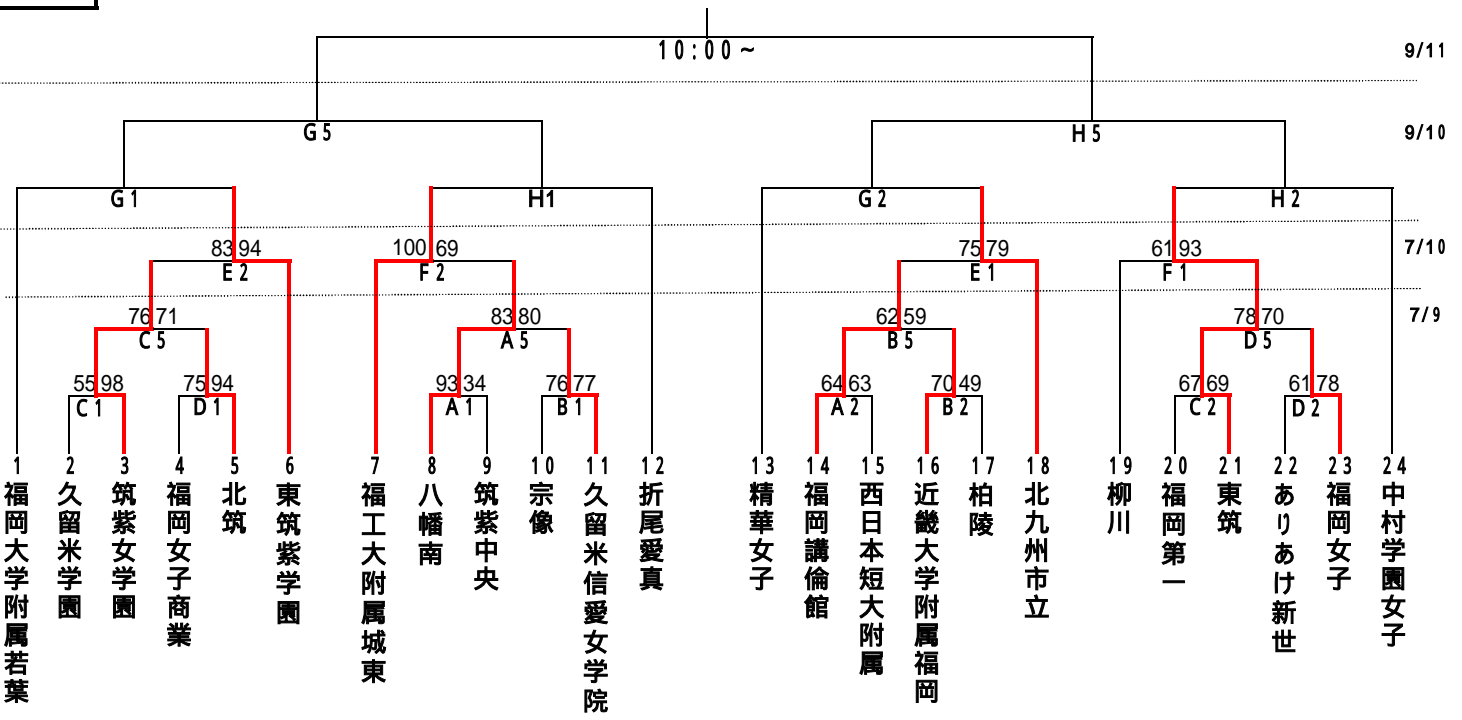 10:00~
9/11
G5
H5
9/10
G1
H1
G2
H2
83 94
100 69
75 79
61 93
7/10
E2
F2
E1
F1
76 71
83 80
62 59
78 70
7/9
C5
A5
B5
D5
55 98
75 94
93 34
76 77
64 63
70 49
67 69
61 78
C1
D1
A1
B1
A2
B2
C2
D2
1
2
3
4
5
6
7
8
9
10
11
12
13
14
15
16
17
18
19
20
21
22
23
24
福岡大学附属若葉
久留米学園
筑紫女学園
福岡女子商業
北筑
東筑紫学園
福工大附属城東
八幡南
筑紫中央
宗像
久留米信愛女学院
折尾愛真
精華女子
福岡講倫館
西日本短大附属
近畿大学附属福岡
柏陵
北九州市立
柳川
福岡第一
東筑
ありあけ新世
福岡女子
中村学園女子